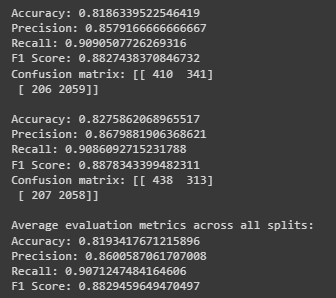 Accuracy: 0.8186339522546419
Precision: 0.8579166666666667
Recall: 0.9090507726269316
F1 Score: 0.8827438370846732
Confusion matrix: [[ 410  341]
 [ 206 2059]]

Accuracy: 0.8275862068965517
Precision: 0.8679881906368621
Recall: 0.9086092715231788
F1 Score: 0.8878343399482311
Confusion matrix: [[ 438  313]
 [ 207 2058]]

Average evaluation metrics across all splits:
Accuracy: 0.8193417671215896
Precision: 0.8600587061707008
Recall: 0.9071247484164606
F1 Score: 0.8829459649470497